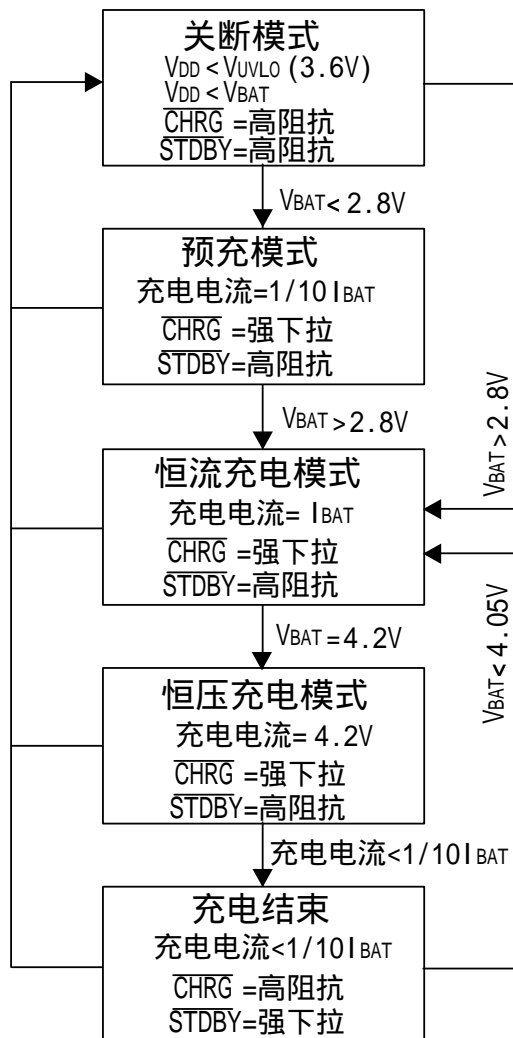 关断模式
VDD < VUVLO (3.6V)
VDD < VBAT
CHRG =高阻抗
STDBY=高阻抗
VBAT< 2.8V
预充模式
充电电流=1/10IBAT
CHRG =强下拉
STDBY=高阻抗
VBAT>2.8V
恒流充电模式
充电电流= IBAT
CHRG =强下拉
STDBY=高阻抗
VBAT>2.8V
VBAT<4.05V
VBAT=4.2V
恒压充电模式
充电电流= 4.2V
CHRG =强下拉
STDBY=高阻抗
充电电流<1/10IBAT
充电结束
充电电流<1/10IBAT
CHRG =高阻抗
STDBY=强下拉